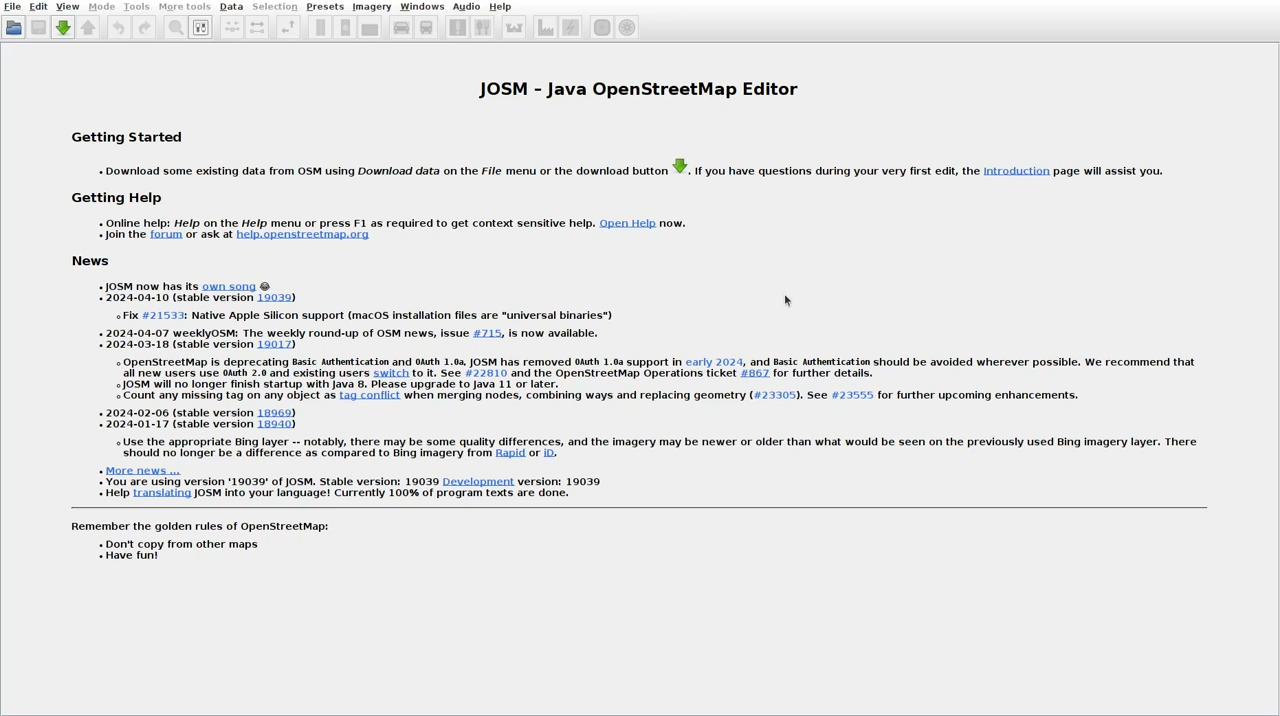 File Edit View Mode Tools More tools Data Selection Presets Imagery Windows Audio Help
JOSM – Java OpenStreetMap Editor
Getting Started
Download some existing data from OSM using Download data on the File menu or the download button . If you have questions during your very first edit, the Introduction page will assist you.
Getting Help
Online help: Help on the Help menu or press F1 as required to get context sensitive help. Open Help now.
Join the forum or ask at help.openstreetmap.org
News
JOSM now has its own song 😂
2024-04-10 (stable version 19039)
Fix #21533: Native Apple Silicon support (macOS installation files are "universal binaries")
2024-04-07 weeklyOSM: The weekly round-up of OSM news, issue #715, is now available.
2024-03-18 (stable version 19017)
OpenStreetMap is deprecating Basic Authentication and OAuth 1.0a, JOSM has removed OAuth 1.0a support in early 2024, and Basic Authentication should be avoided wherever possible. We recommend that
all new users use OAuth 2.0 and existing users switch to it. See #22810 and the OpenStreetMap Operations ticket #867 for further details.
JOSM will no longer finish startup with Java 8. Please upgrade to Java 11 or later.
Count any missing tag on any object as tag conflict when merging nodes, combining ways and replacing geometry (#23305). See #23555 for further upcoming enhancements.
2024-02-06 (stable version 18969)
2024-01-17 (stable version 18940)
Use the appropriate Bing layer -- notably, there may be some quality differences, and the imagery may be newer or older than what would be seen on the previously used Bing imagery layer. There
should no longer be a difference as compared to Bing imagery from Rapid or iD.
More news ...
You are using version '19039' of JOSM. Stable version: 19039 Development version: 19039
Help translating JOSM into your language! Currently 100% of program texts are done.
Remember the golden rules of OpenStreetMap:
Don't copy from other maps
Have fun!